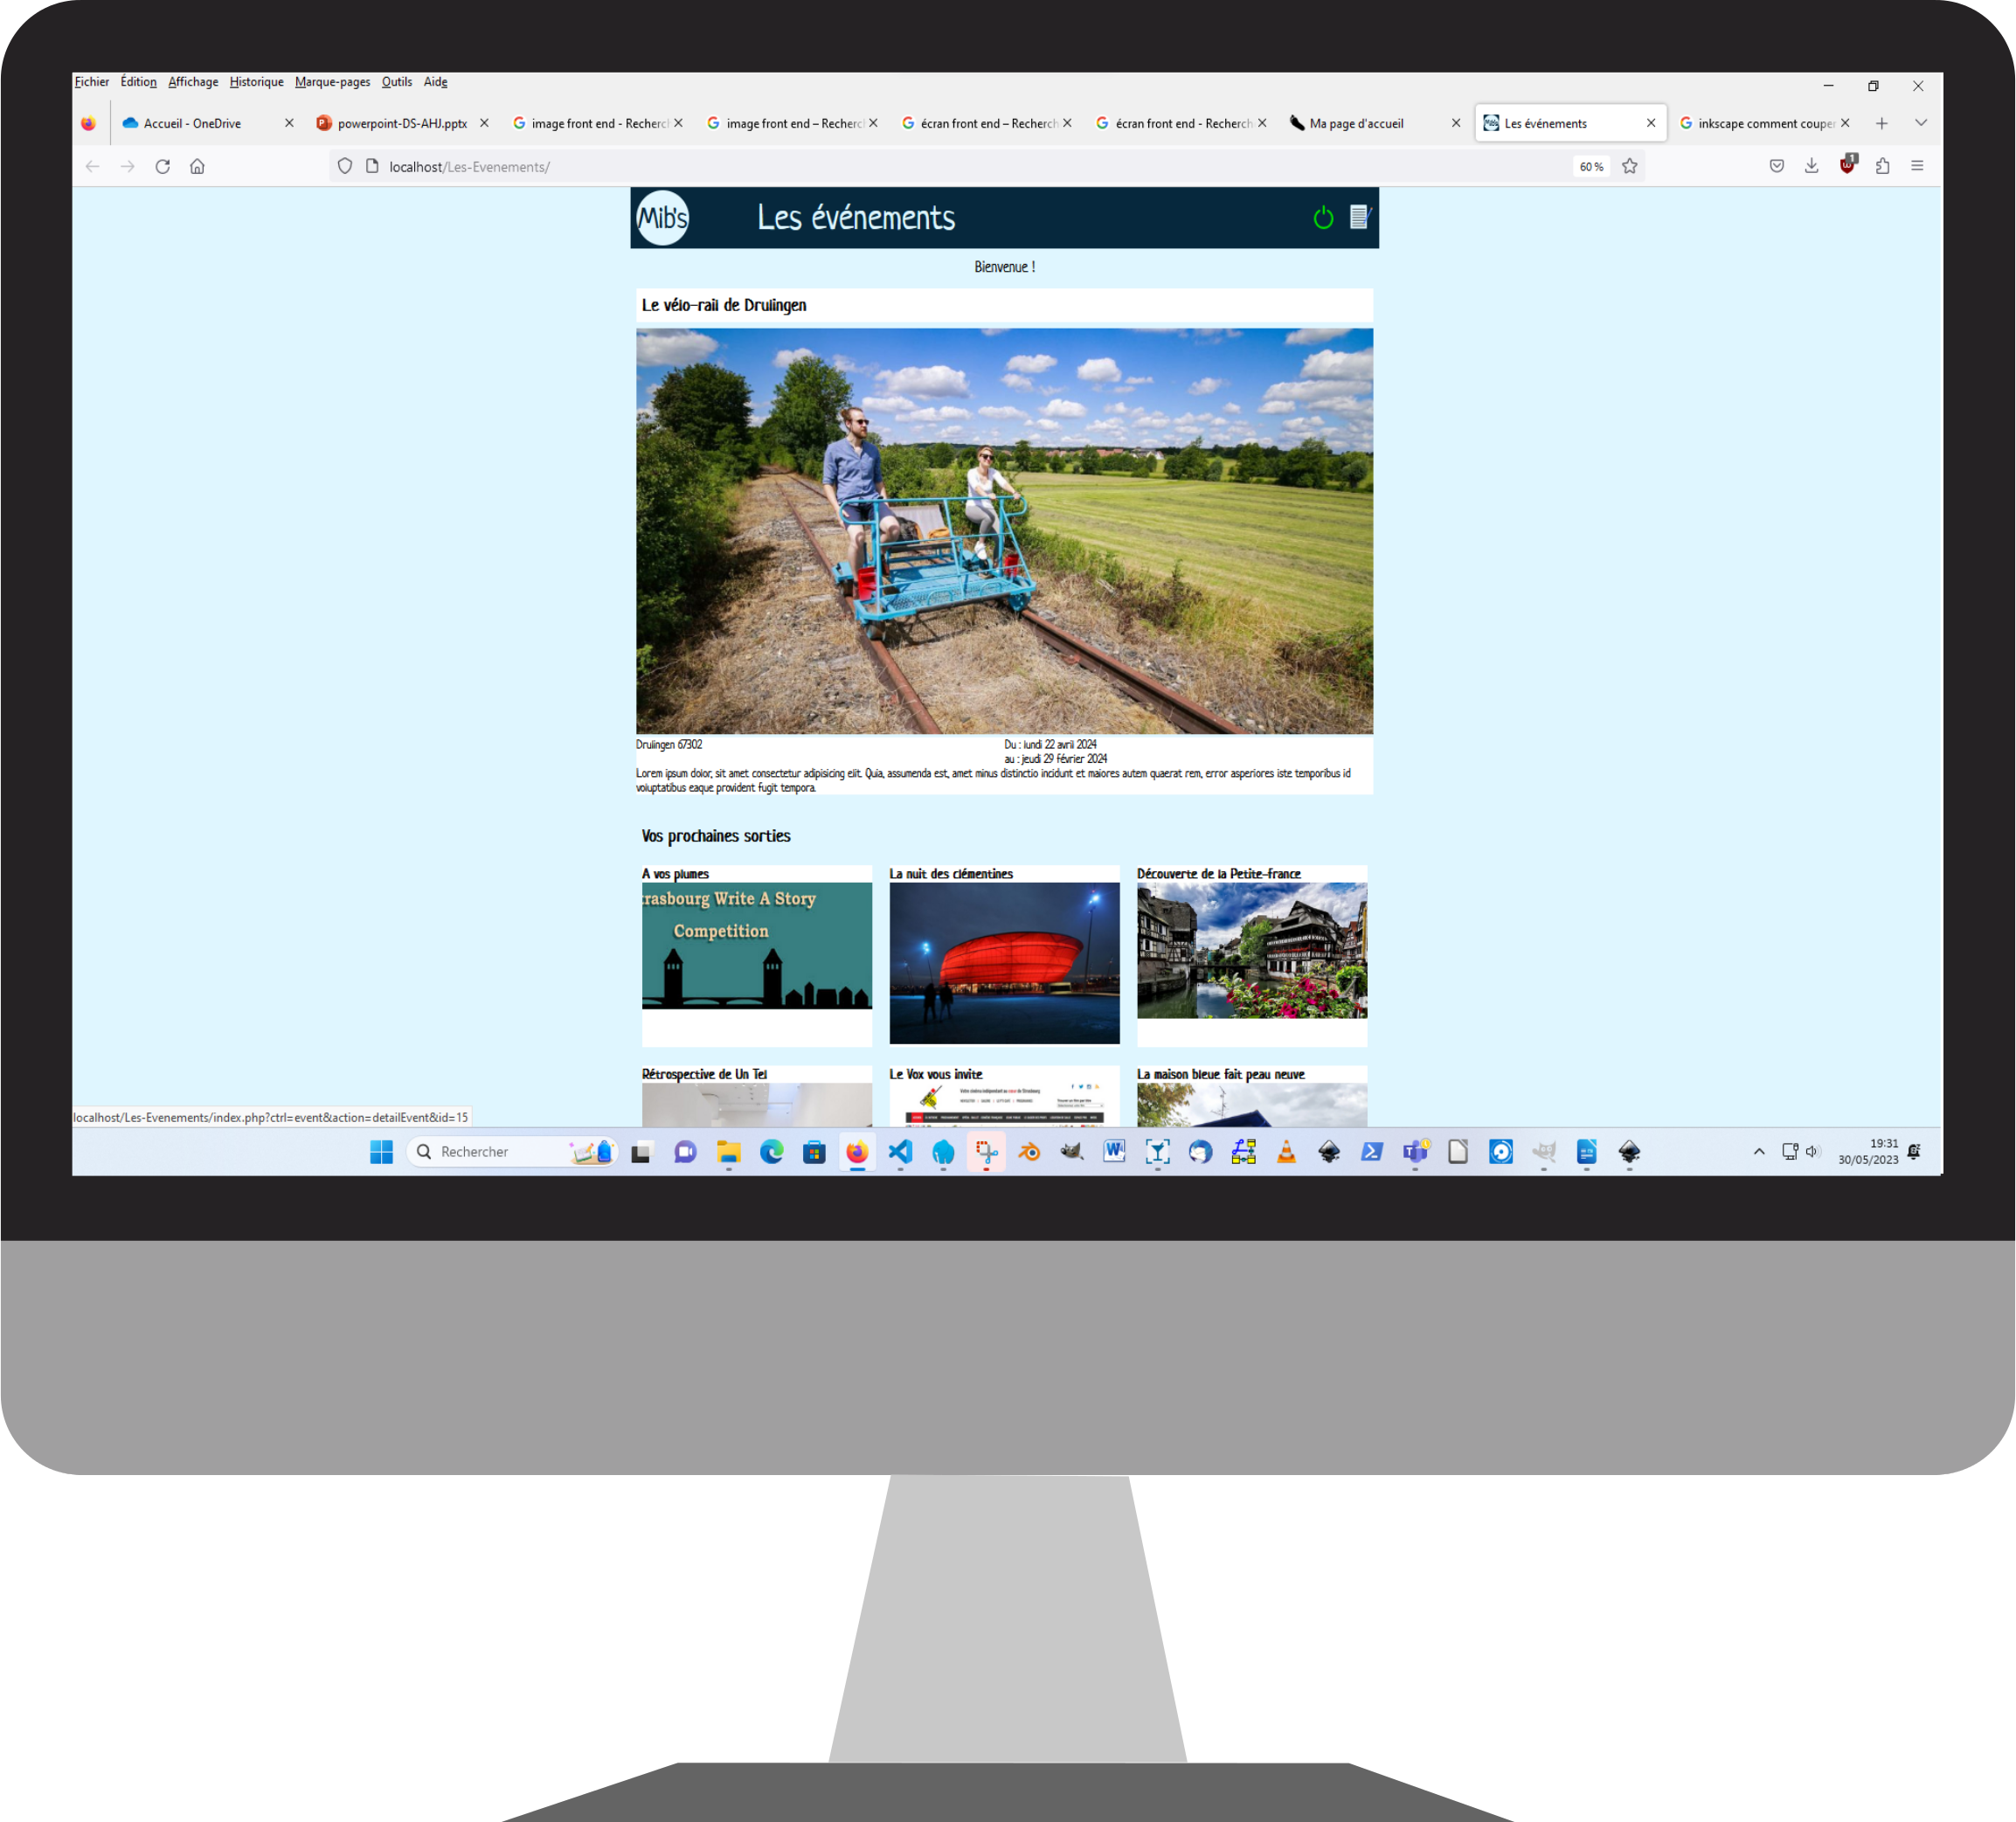 Fichier Édition Affichage Historique Marque-pages Outils Aide
Accueil - OneDrive
powerpoint-DS-AHJ.pptx
image front end - Recherch
image front end – Recherch
écran front end – Recherch
écran front end - Recherch
Ma page d'accueil
Les événements
inkscape comment couper
localhost/Les-Evenements/
60 %
1
Mib's
Les événements
Bienvenue !
Le vélo-rail de Drulingen
Drulingen 67302
Du : lundi 22 avril 2024
au : jeudi 29 février 2024
Lorem ipsum dolor, sit amet consectetur adipisicing elit. Quia, assumenda est, amet minus distinctio incidunt et maiores autem quaerat rem, error asperiores iste temporibus id
voluptatibus eaque provident fugit tempora.
Vos prochaines sorties
A vos plumes
La nuit des clémentines
Découverte de la Petite-france
rasbourg Write A Story
Competition
Rétrospective de Un Tel
Le Vox vous invite
La maison bleue fait peau neuve
localhost/Les-Evenements/index.php?ctrl=event&action=detailEvent&id=15
Rechercher
19:31
30/05/2023